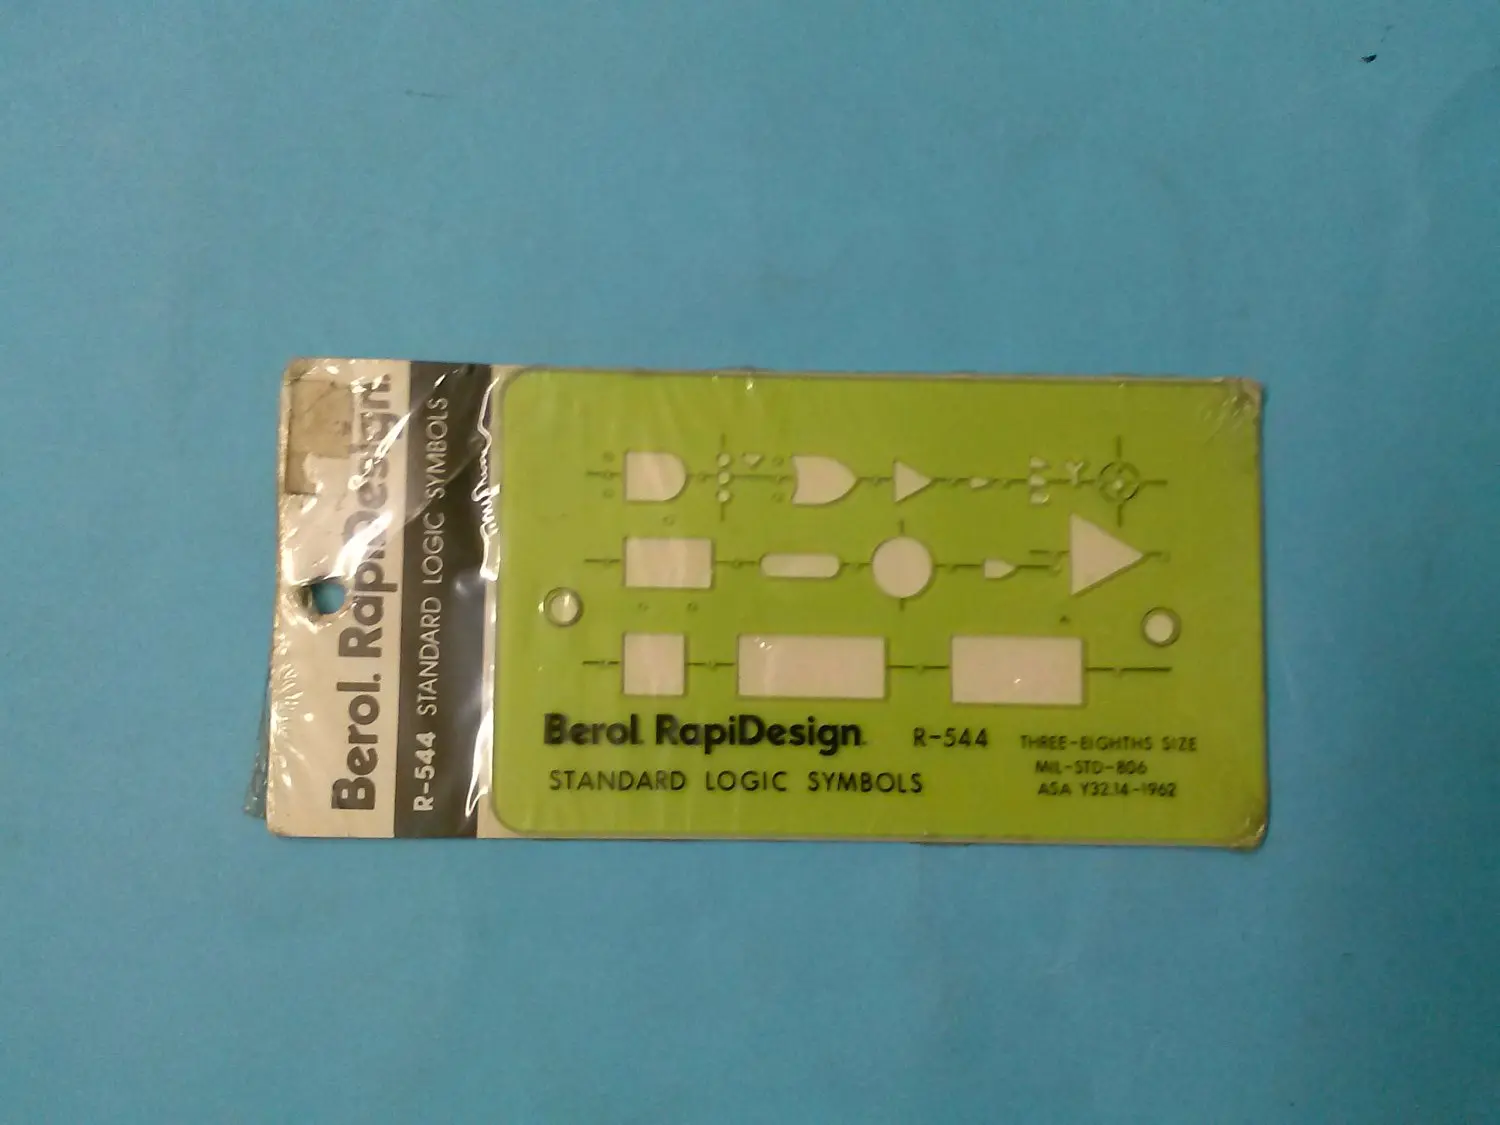 Berol. RapiDesign.
R-544 STANDARD LOGIC SYMBOLS
Berol RapiDesign. R-544 THREE-EIGHTHS SIZE
MIL-STD-806
STANDARD LOGIC SYMBOLS ASA Y32.14-1962